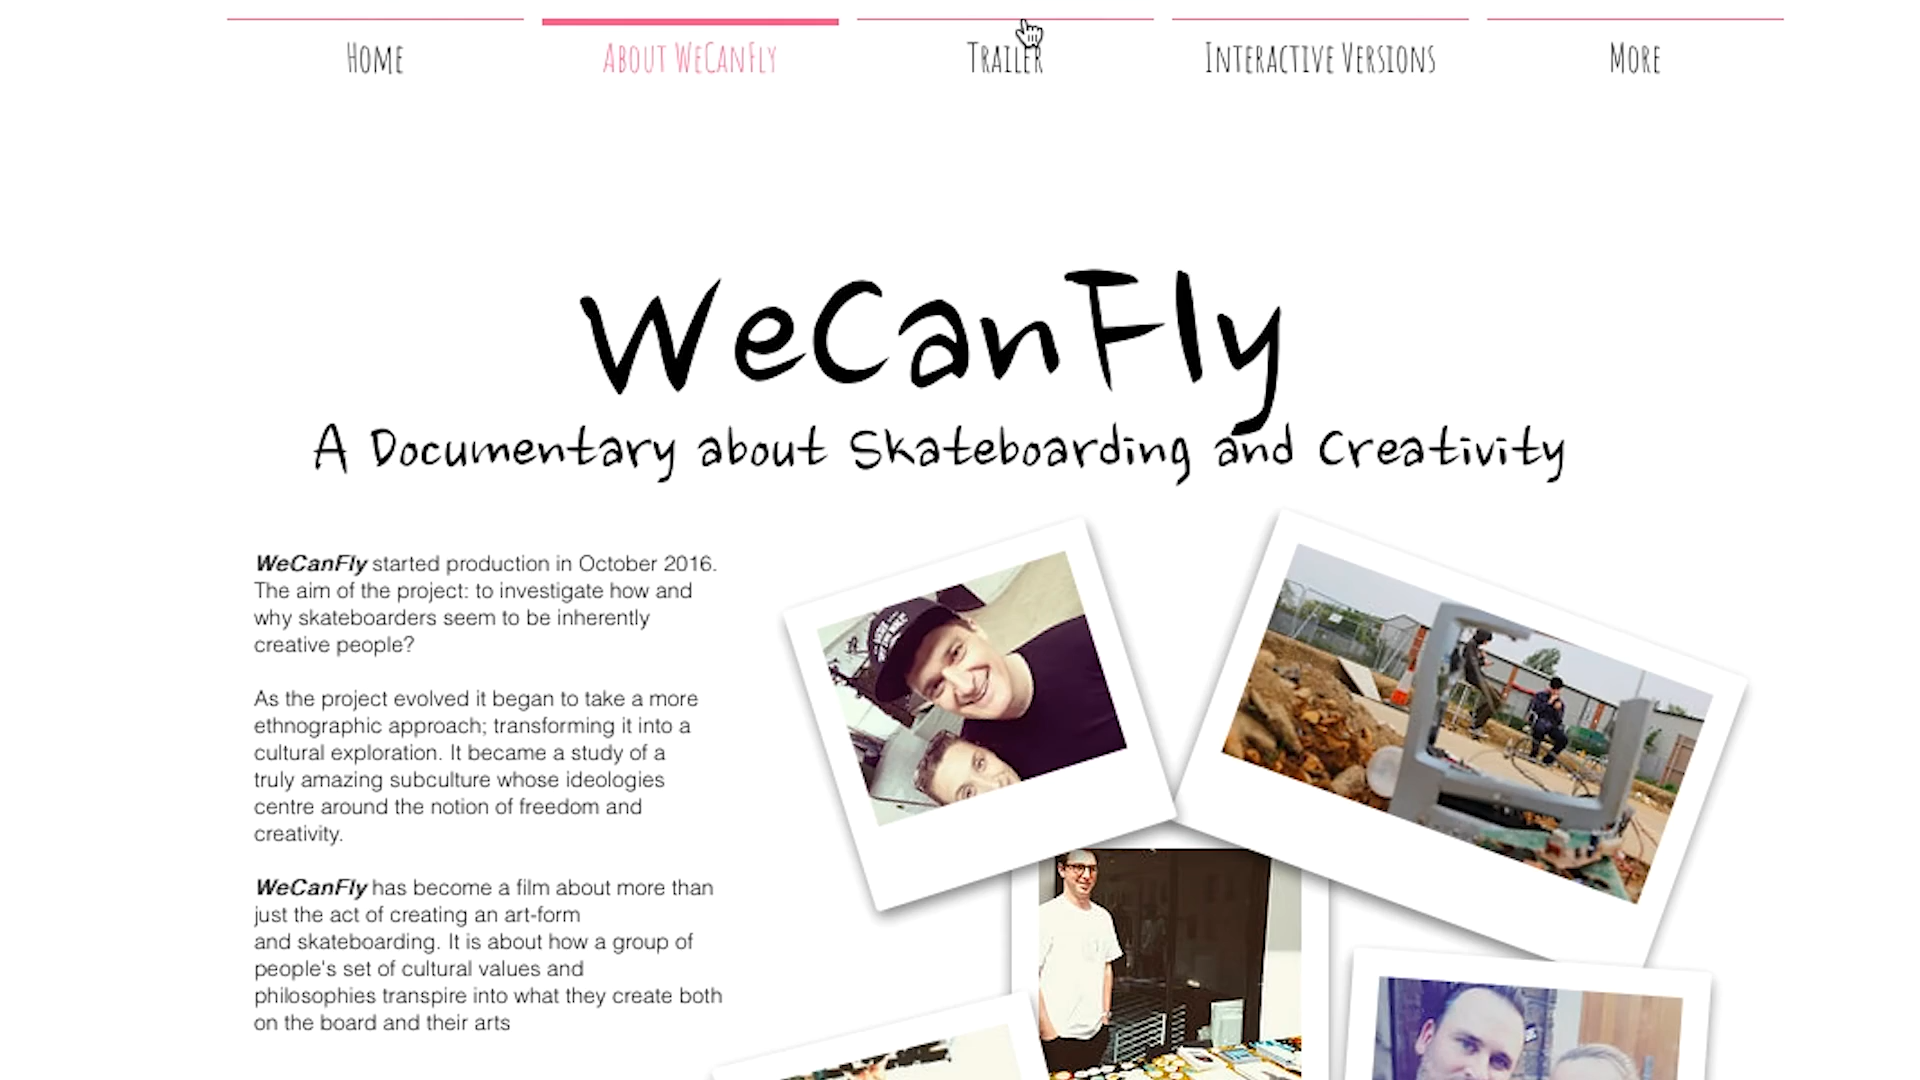 Home
About WeCanFly
Trailer
Interactive Versions
More
WeCanFly
A Documentary about Skateboarding and Creativity
WeCanFly started production in October 2016.
The aim of the project: to investigate how and
why skateboarders seem to be inherently
creative people?
As the project evolved it began to take a more
ethnographic approach; transforming it into a
cultural exploration. It became a study of a
truly amazing subculture whose ideologies
centre around the notion of freedom and
creativity.
WeCanFly has become a film about more than
just the act of creating an art-form
and skateboarding. It is about how a group of
people's set of cultural values and
philosophies transpire into what they create both
on the board and their arts